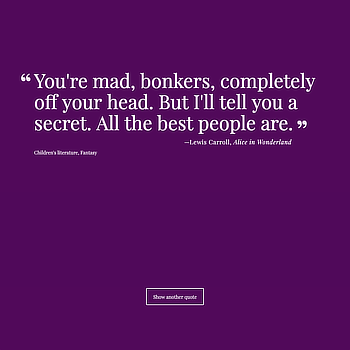 “You're mad, bonkers, completely
off your head. But I'll tell you a
secret. All the best people are.”
—Lewis Carroll, Alice in Wonderland
Children's literature, Fantasy
Show another quote